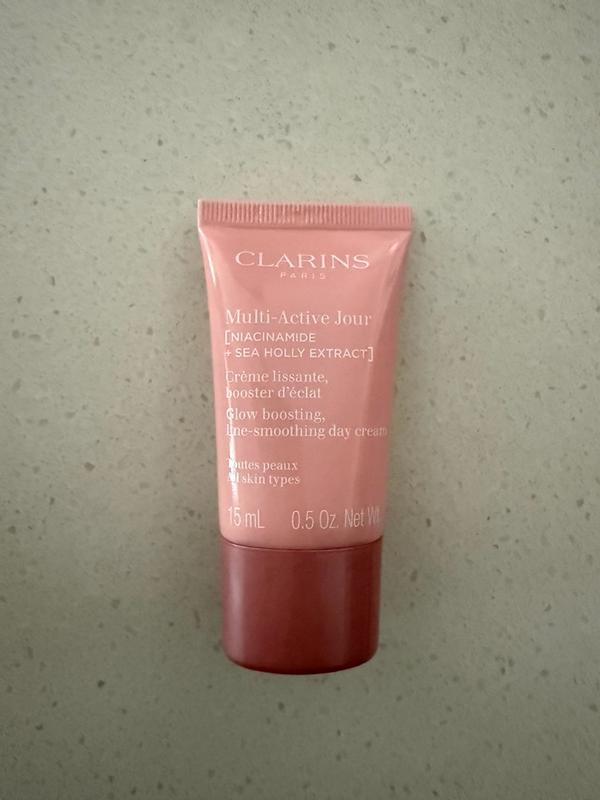 CLARINS
PARIS
Multi-Active Jour
[NIACINAMIDE
+ SEA HOLLY EXTRACT]
Crème lissante,
booster d'éclat
Glow boosting,
line-smoothing day cream
Toutes peaux
All skin types
15 mL 0.5 Oz. Net Wt.